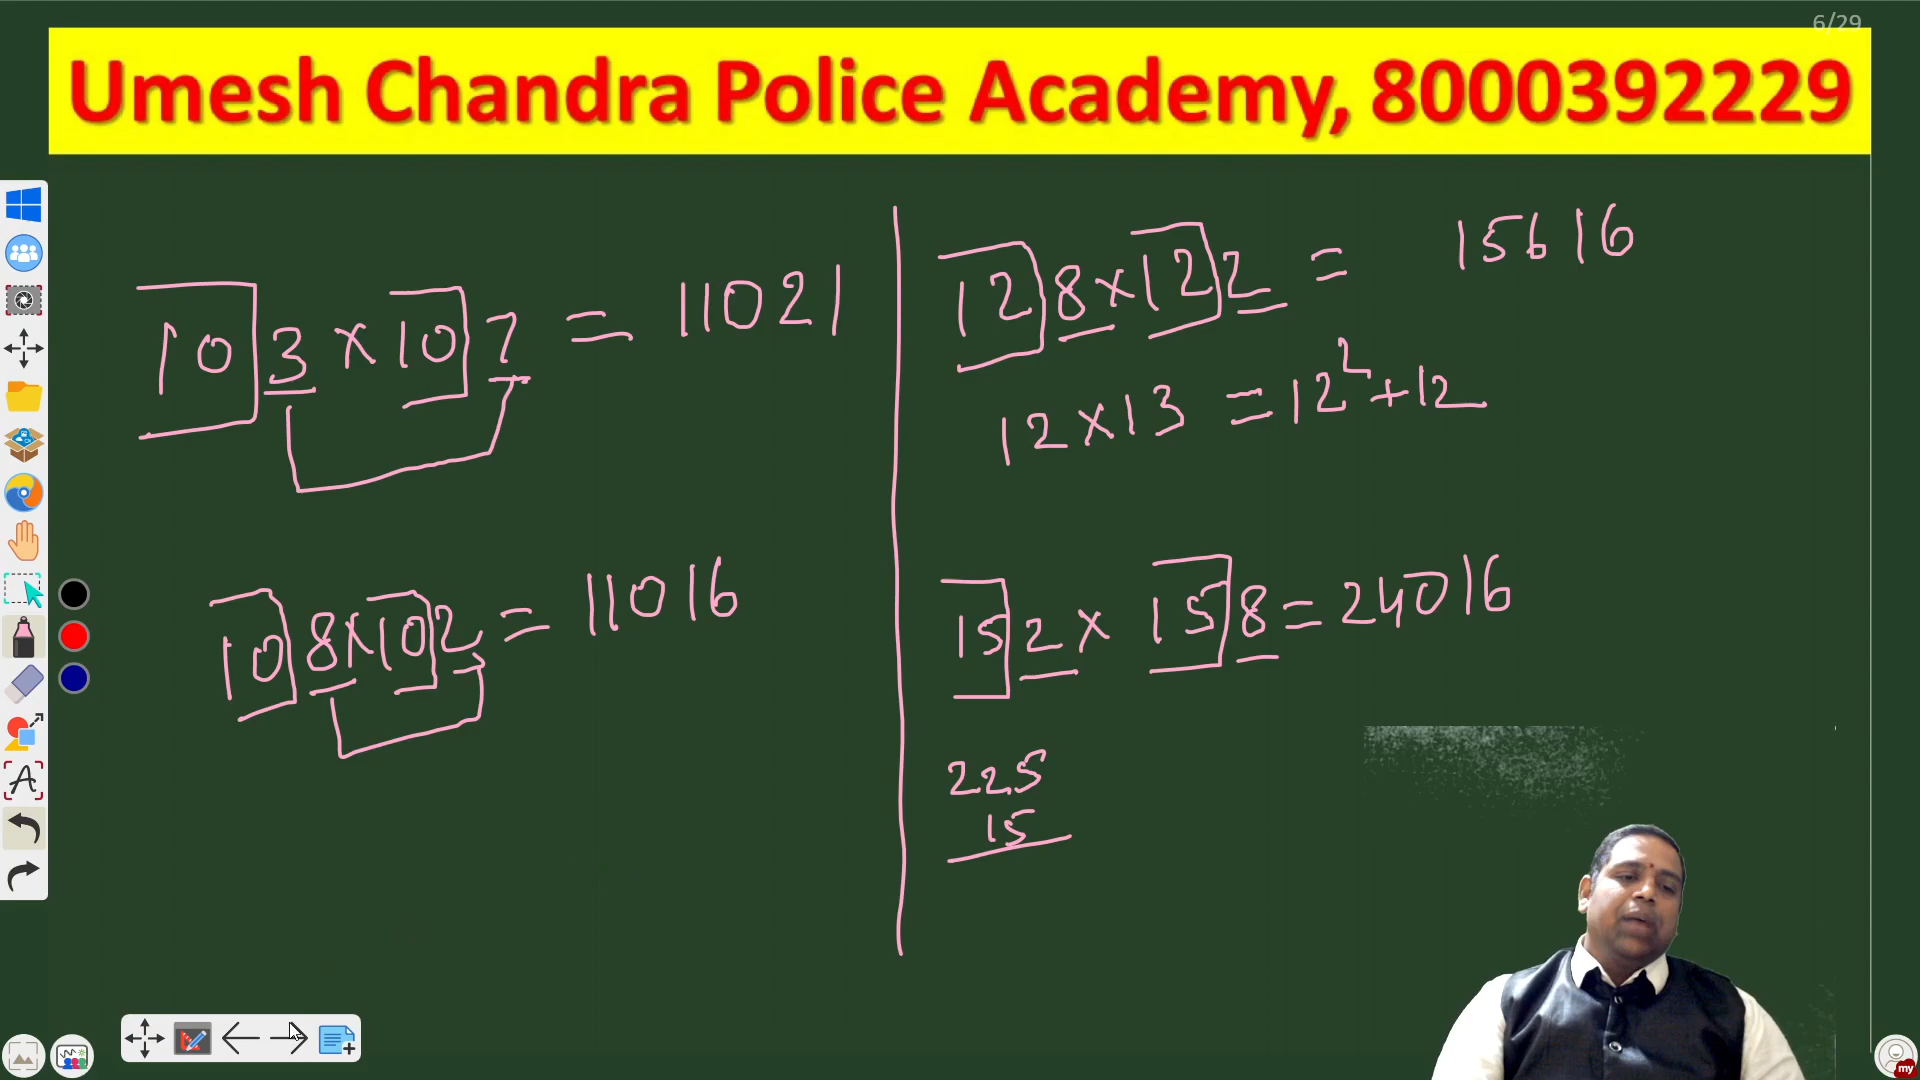 6/29
Umesh Chandra Police Academy, 8000392229
103 × 107 = 11021
108 × 102 = 11016
128 × 122 = 15616
12 × 13 = 12² + 12
152 × 158 = 24016
225
15
my